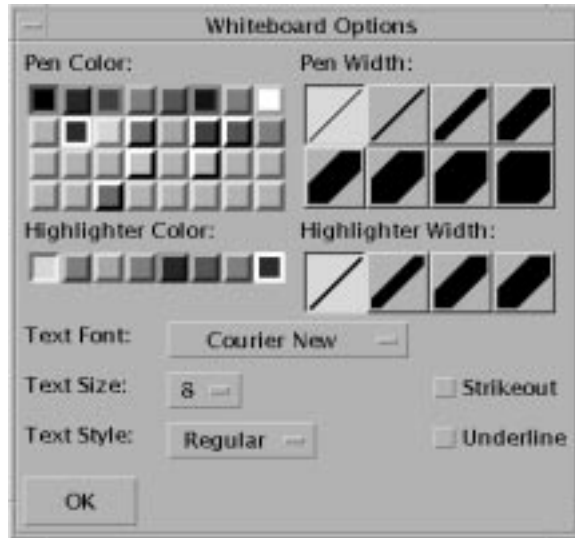 Whiteboard Options
Pen Color:
Pen Width:
Highlighter Color:
Highlighter Width:
Text Font: Courier New
Text Size: 8
Strikeout
Text Style: Regular
Underline
OK